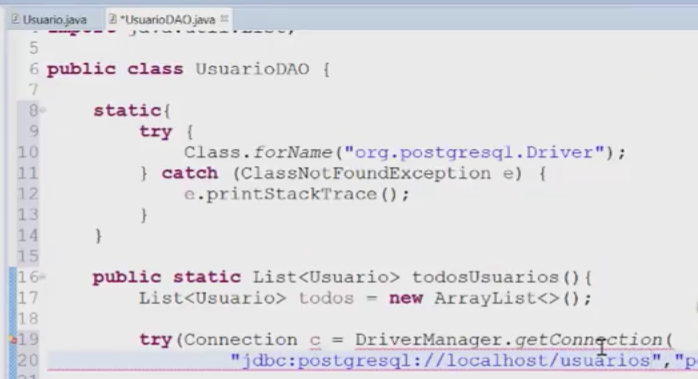 Usuario.java *UsuarioDAO.java
5
6 public class UsuarioDAO {
7
8 static{
9 try {
10 Class.forName("org.postgresql.Driver");
11 } catch (ClassNotFoundException e) {
12 e.printStackTrace();
13 }
14 }
15
16 public static List<Usuario> todosUsuarios(){
17 List<Usuario> todos = new ArrayList<>();
18
19 try(Connection c = DriverManager.getConnection(
20 "jdbc:postgresql://localhost/usuarios","p